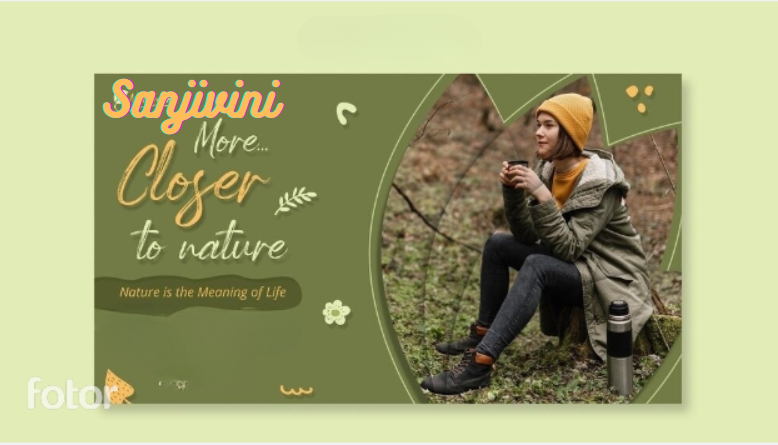 Sanjivini
More...
Closer
to nature
Nature is the Meaning of Life
fotor